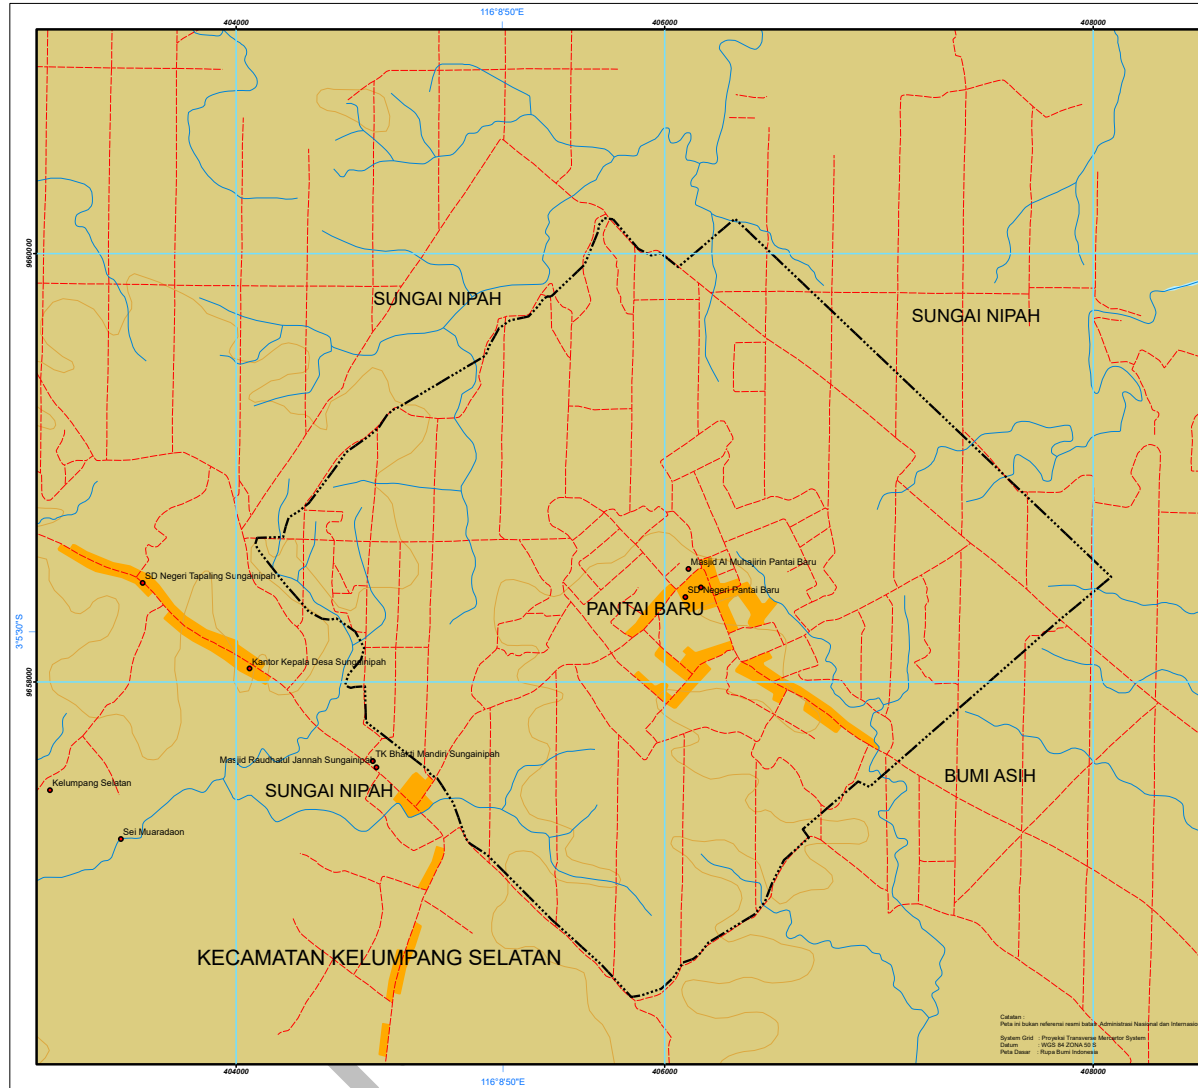 116°8'50"E
404000
406000
408000
9660000
SUNGAI NIPAH
SUNGAI NIPAH
Masjid Al Muhajirin Pantai Baru
SD Negeri Tapaling Sungainipah
SD Negeri Pantai Baru
PANTAI BARU
3°5'30"S
Kantor Kepala Desa Sungainipah
9658000
TK Bhakti Mandiri Sungainipah
Masjid Raudhatul Jannah Sungainipah
BUMI ASIH
Kelumpang Selatan
SUNGAI NIPAH
Sei Muaradaon
KECAMATAN KELUMPANG SELATAN
Catatan :
Peta ini bukan referensi resmi batas Administrasi Nasional dan
System Grid : Proyeksi Transverse Mercartor System
Datum : WGS 84 ZONA 50 S
Peta Dasar : Rupa Bumi Indonesia
404000
406000
408000
116°8'50"E